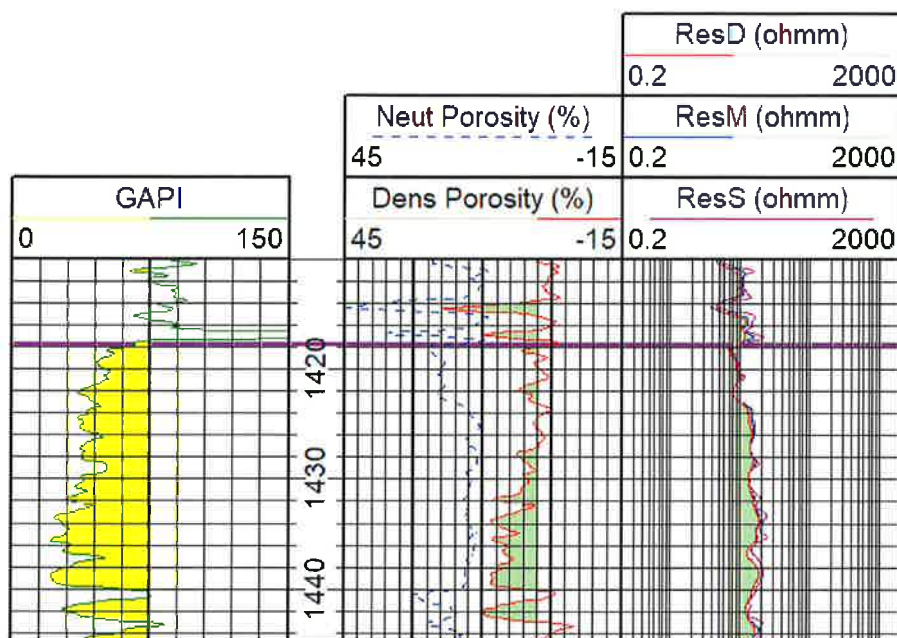 ResD (ohmm)
0.2 2000
Neut Porosity (%)
45 -15
ResM (ohmm)
0.2 2000
GAPI
0 150
Dens Porosity (%)
45 -15
ResS (ohmm)
0.2 2000
1420
1430
1440